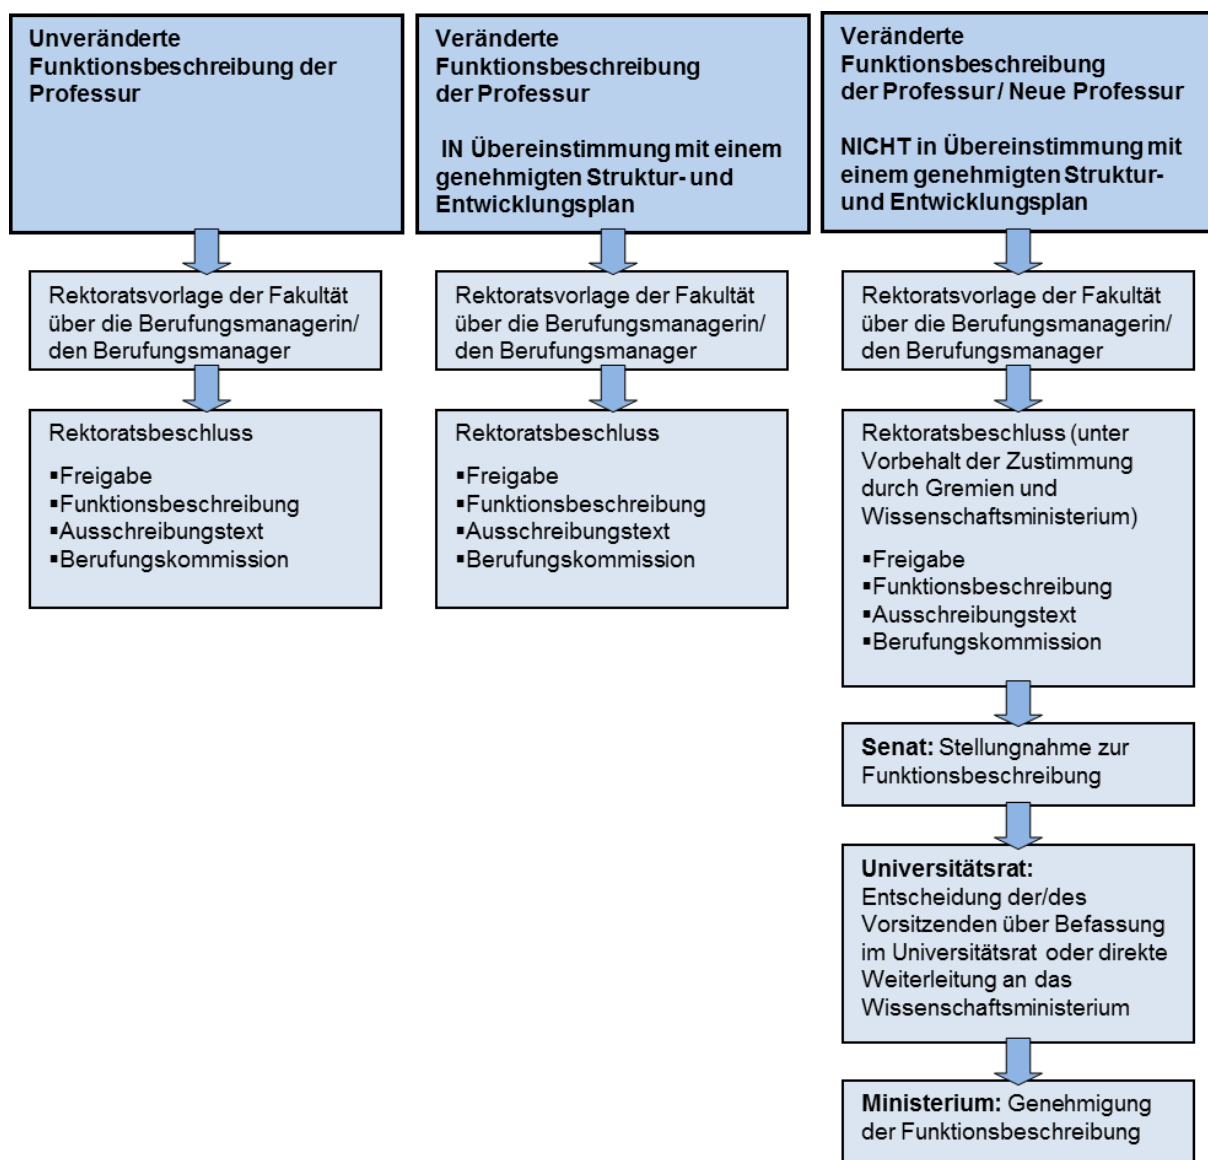 Unveränderte
Funktionsbeschreibung der
Professur
Rektoratsvorlage der Fakultät
über die Berufungsmanagerin/
den Berufungsmanager
Rektoratsbeschluss
▪Freigabe
▪Funktionsbeschreibung
▪Ausschreibungstext
▪Berufungskommission
Veränderte
Funktionsbeschreibung
der Professur
IN Übereinstimmung mit einem
genehmigten Struktur- und
Entwicklungsplan
Rektoratsvorlage der Fakultät
über die Berufungsmanagerin/
den Berufungsmanager
Rektoratsbeschluss
▪Freigabe
▪Funktionsbeschreibung
▪Ausschreibungstext
▪Berufungskommission
Veränderte
Funktionsbeschreibung
der Professur / Neue Professur
NICHT in Übereinstimmung mit
einem genehmigten Struktur-
und Entwicklungsplan
Rektoratsvorlage der Fakultät
über die Berufungsmanagerin/
den Berufungsmanager
Rektoratsbeschluss (unter
Vorbehalt der Zustimmung
durch Gremien und
Wissenschaftsministerium)
▪Freigabe
▪Funktionsbeschreibung
▪Ausschreibungstext
▪Berufungskommission
Senat: Stellungnahme zur
Funktionsbeschreibung
Universitätsrat:
Entscheidung der/des
Vorsitzenden über Befassung
im Universitätsrat oder direkte
Weiterleitung an das
Wissenschaftsministerium
Ministerium: Genehmigung
der Funktionsbeschreibung